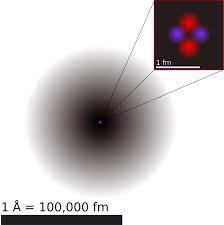 1 fm
1 Å = 100,000 fm